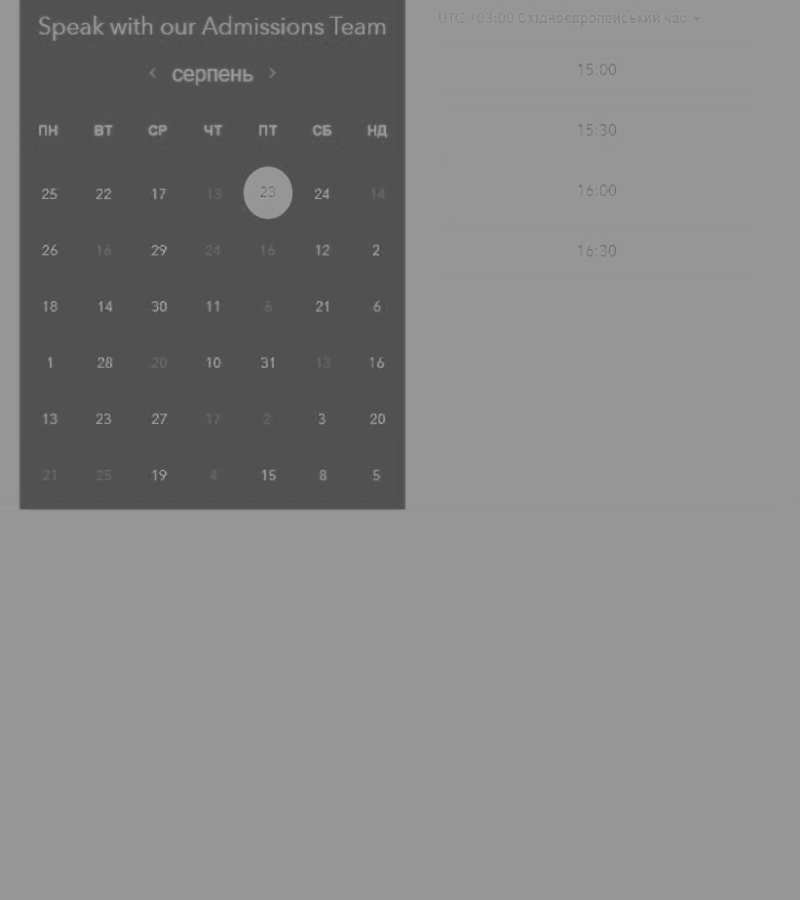 Speak with our Admissions Team
UTC +03:00 Східноєвропейський час
< серпень >
ПН ВТ СР ЧТ ПТ СБ НД
25 22 17 13 23 24 14
26 16 29 24 16 12 2
18 14 30 11 6 21 6
1 28 20 10 31 13 16
13 23 27 17 2 3 20
21 25 19 4 15 8 5
15:00
15:30
16:00
16:30